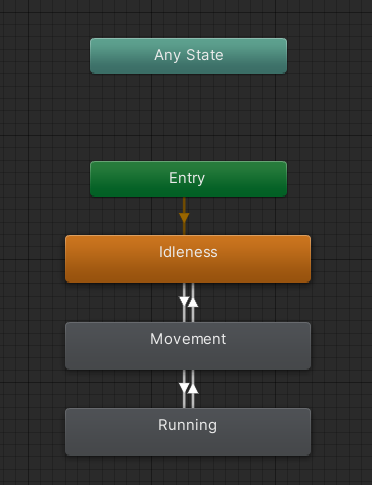 Any State
Entry
Idleness
Movement
Running